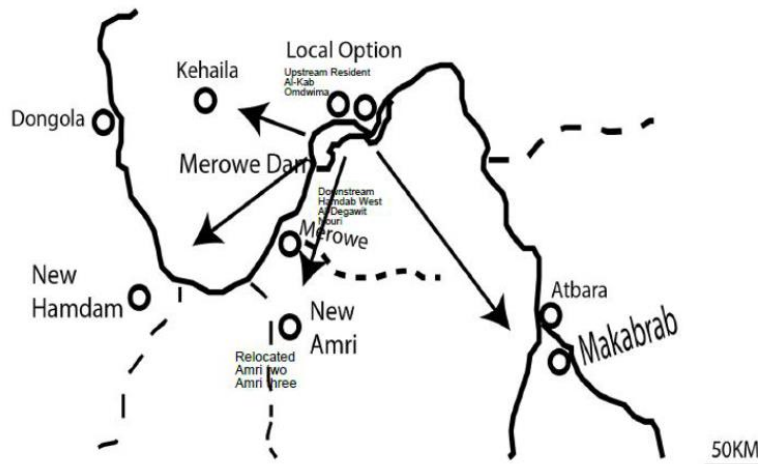 Local Option
Upstream Resident
Al-Kab
Omdwima
Kehaila
Dongola
Merowe Dam
Downstream
Hamdab West
Al-Degawit
Nouri
Merowe
New
Hamdam
New
Amri
Relocated
Amri two
Amri three
Atbara
Makabrab
50KM